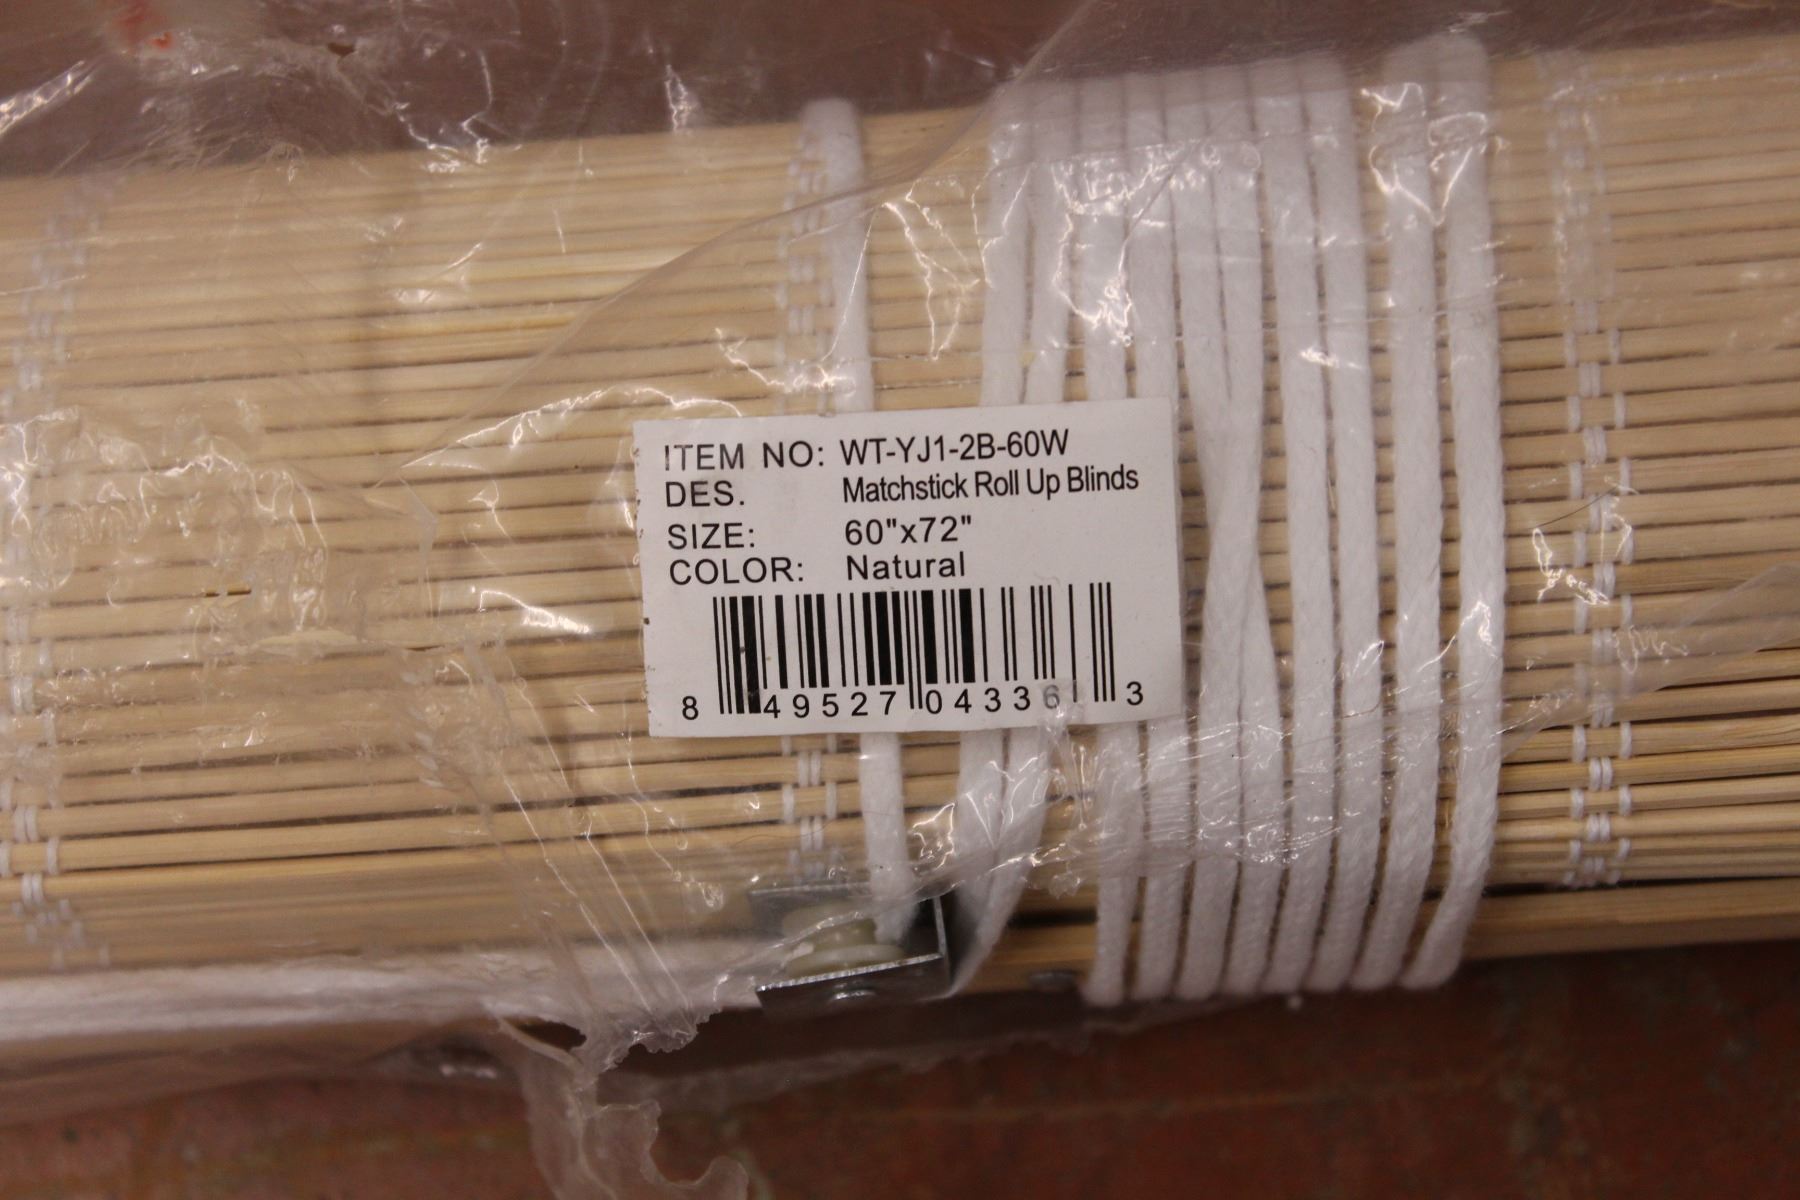 ITEM NO: WT-YJ1-2B-60W
DES. Matchstick Roll Up Blinds
SIZE: 60"x72"
COLOR: Natural
8 49527 04336 3